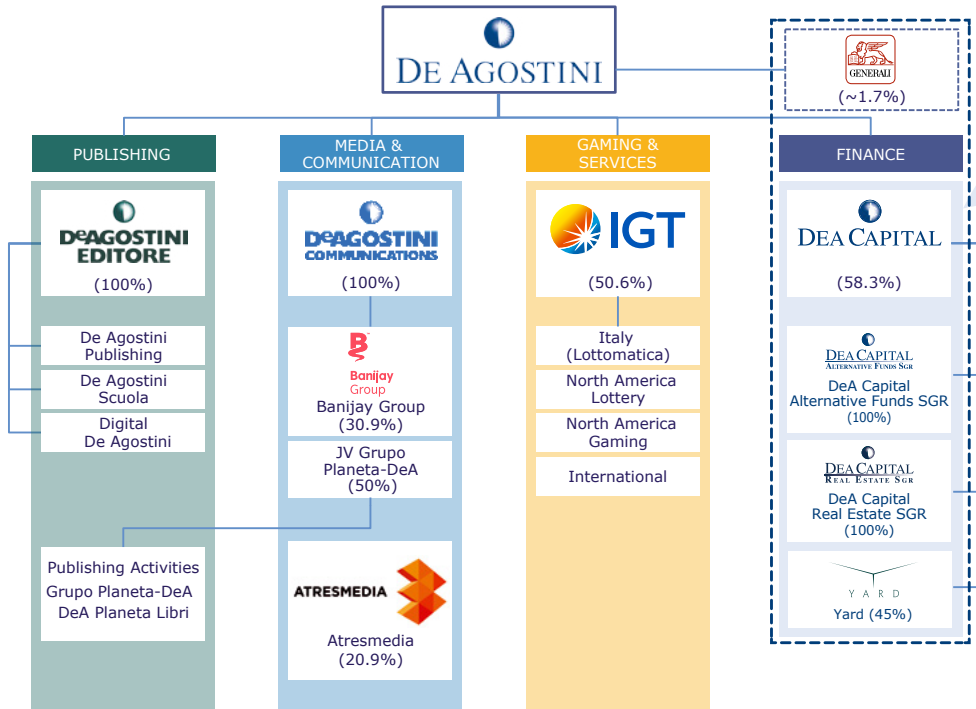 DE AGOSTINI
GENERALI
(~1.7%)
PUBLISHING
DeAGOSTINI
EDITORE
(100%)
De Agostini
Publishing
De Agostini
Scuola
Digital
De Agostini
Publishing Activities
Grupo Planeta-DeA
DeA Planeta Libri
MEDIA &
COMMUNICATION
DeAGOSTINI
COMMUNICATIONS
(100%)
Banijay
Group
Banijay Group
(30.9%)
JV Grupo
Planeta-DeA
(50%)
ATRESMEDIA
Atresmedia
(20.9%)
GAMING &
SERVICES
IGT
(50.6%)
Italy
(Lottomatica)
North America
Lottery
North America
Gaming
International
FINANCE
DEA CAPITAL
(58.3%)
DEA CAPITAL
ALTERNATIVE FUNDS SGR
DeA Capital
Alternative Funds SGR
(100%)
DEA CAPITAL
REAL ESTATE SGR
DeA Capital
Real Estate SGR
(100%)
YARD
Yard (45%)